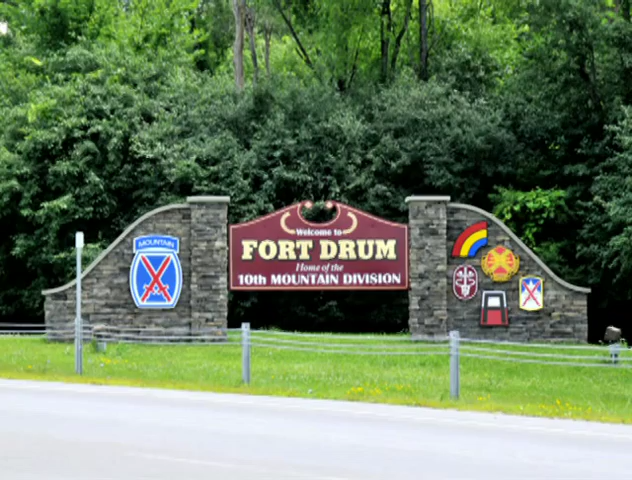 MOUNTAIN
Welcome to
FORT DRUM
Home of the
10th MOUNTAIN DIVISION